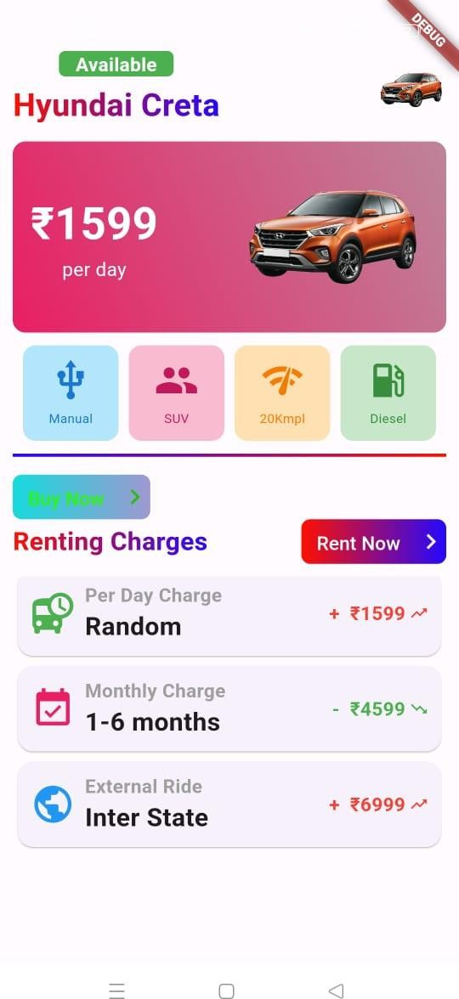 DEBUG
Available
Hyundai Creta
₹1599
per day
Manual
SUV
20Kmpl
Diesel
Buy Now
Renting Charges
Rent Now
Per Day Charge
Random
+ ₹1599
Monthly Charge
1-6 months
- ₹4599
External Ride
Inter State
+ ₹6999